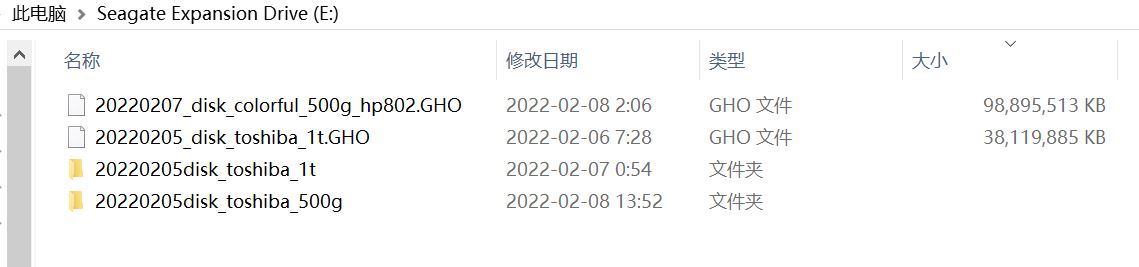 此电脑 > Seagate Expansion Drive (E:)
名称 修改日期 类型 大小
20220207_disk_colorful_500g_hp802.GHO 2022-02-08 2:06 GHO 文件 98,895,513 KB
20220205_disk_toshiba_1t.GHO 2022-02-06 7:28 GHO 文件 38,119,885 KB
20220205disk_toshiba_1t 2022-02-07 0:54 文件夹
20220205disk_toshiba_500g 2022-02-08 13:52 文件夹